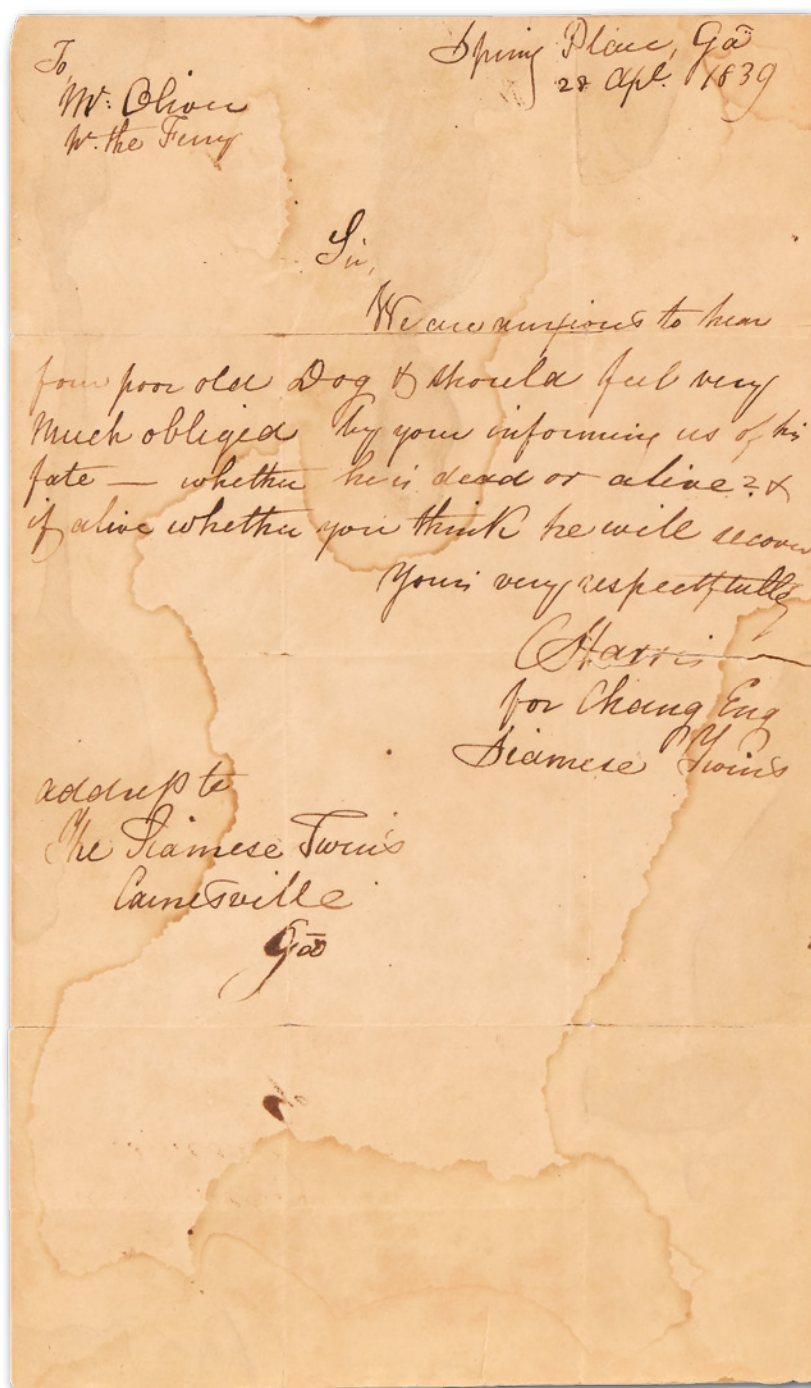 To,
Mr. Oliver
Spring Place, Ga
28 Apl. 1839
the Ferry
Sir,
We are anxious to hear
poor old Dog & should feel very
Much obliged by your informing us of his
fate — whether he is dead or alive? &
if alive whether you think he will recover
Yours very respectfully
CHarris
for Chang Eng
Siamese Twins
address to
The Siamese Twins
Gainesville
Ga